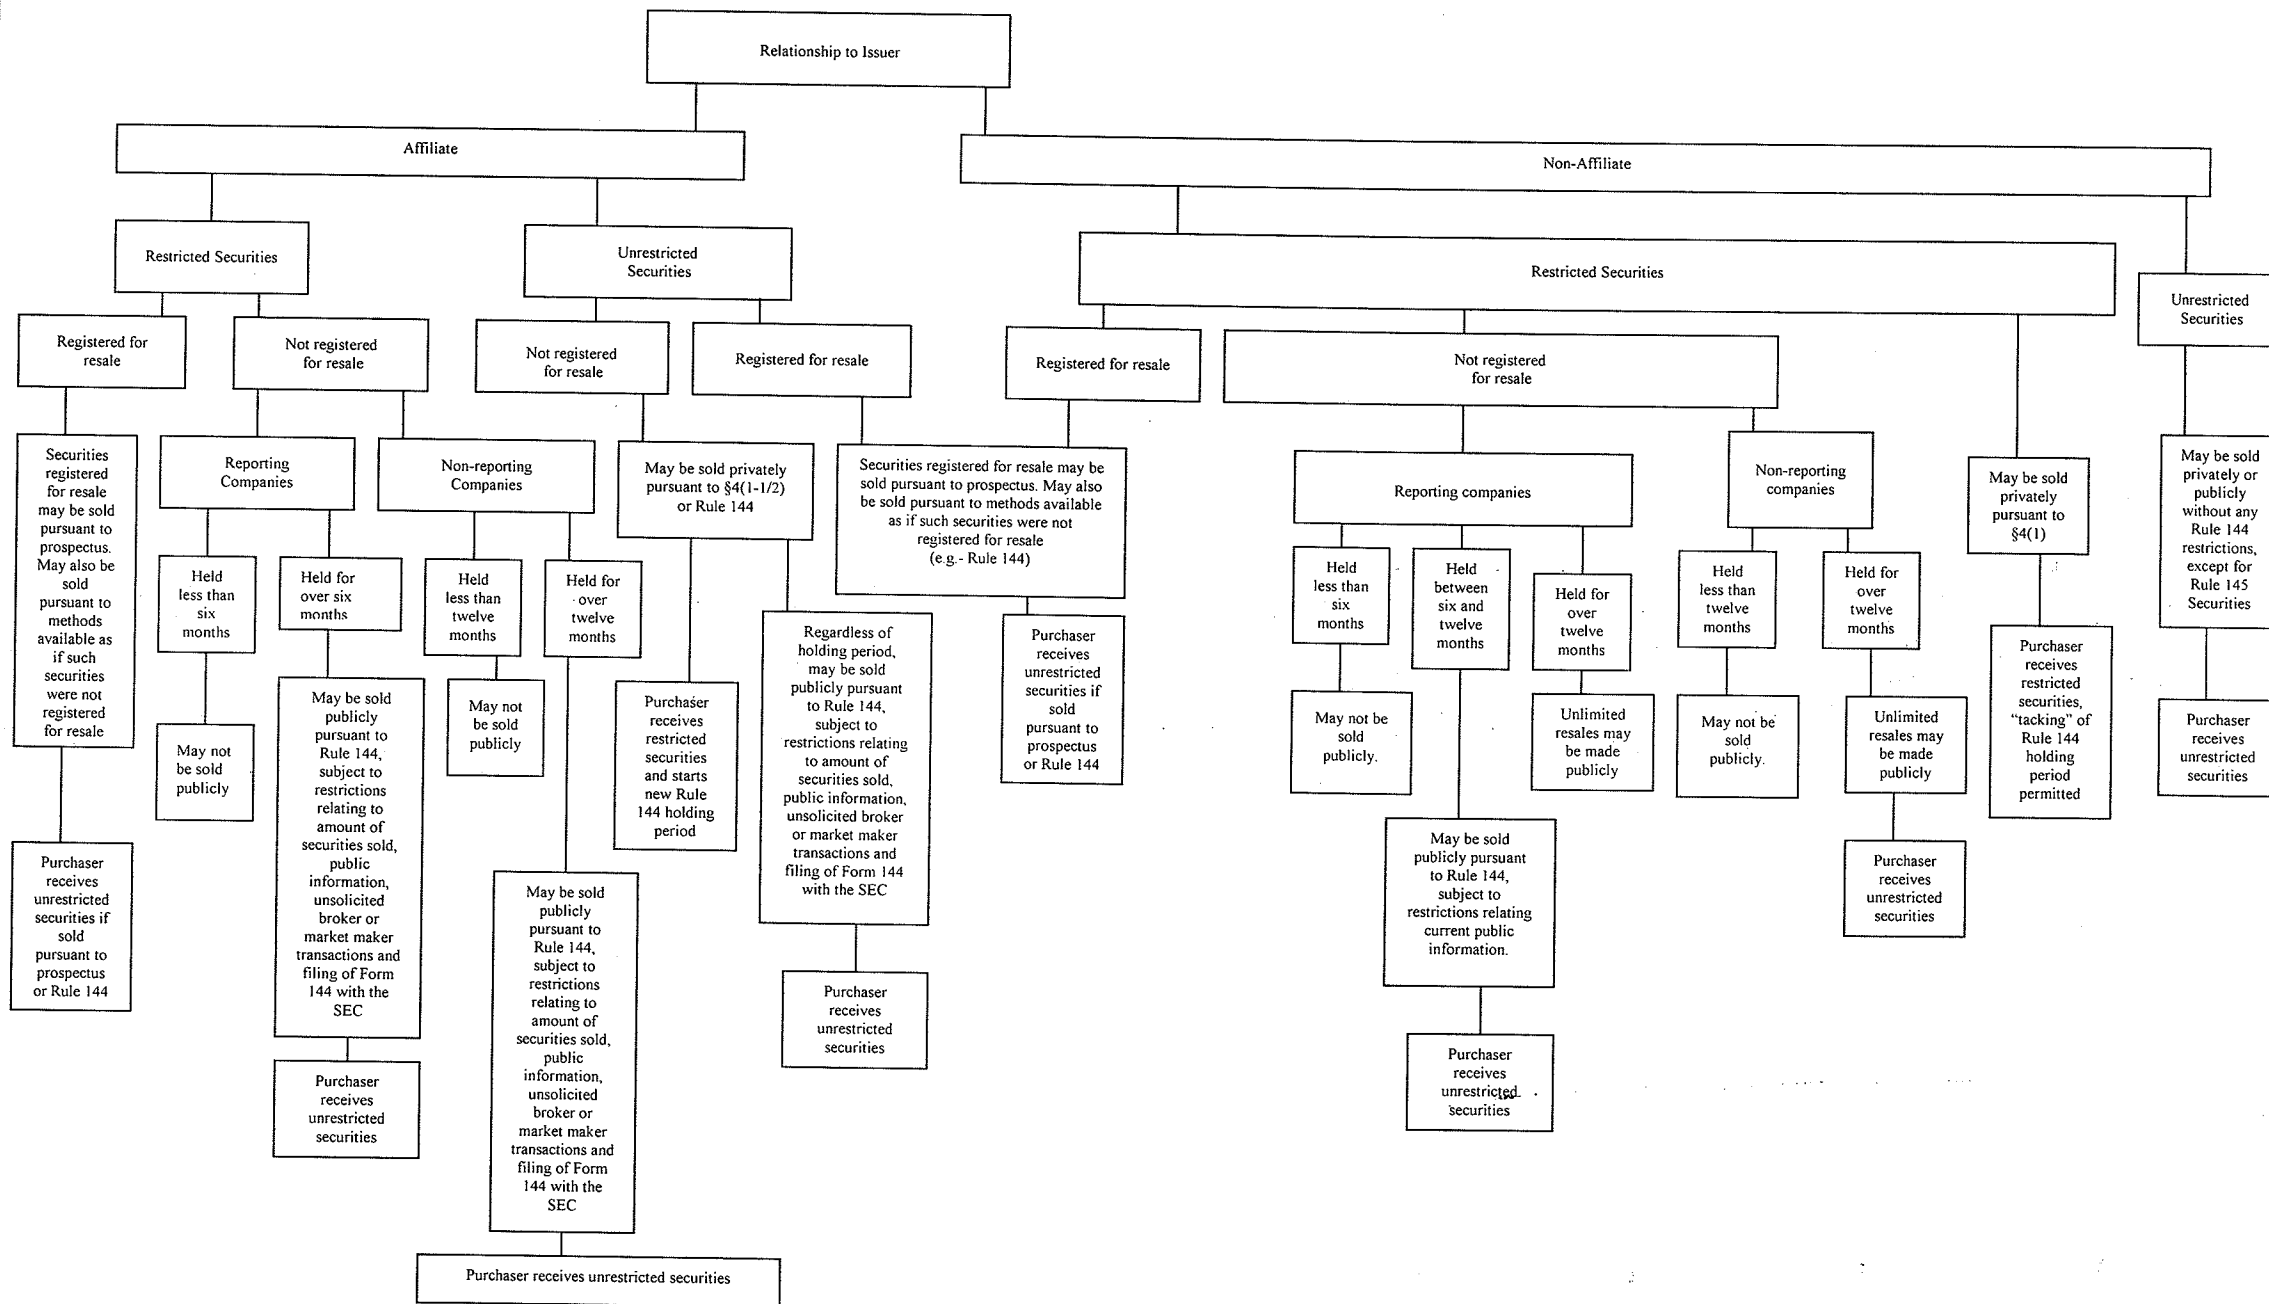 Relationship to Issuer
Affiliate
Non-Affiliate
Restricted Securities
Unrestricted
Securities
Restricted Securities
Unrestricted
Securities
Registered for
resale
Not registered
for resale
Not registered
for resale
Registered for resale
Registered for resale
Not registered
for resale
Securities
registered
for resale
may be sold
pursuant to
prospectus.
May also be
sold
pursuant to
methods
available as
if such
securities
were not
registered
for resale
Reporting
Companies
Non-reporting
Companies
May be sold privately
pursuant to §4(1-1/2)
or Rule 144
Securities registered for resale may be
sold pursuant to prospectus. May also
be sold pursuant to methods available
as if such securities were not
registered for resale
(e.g.- Rule 144)
Reporting companies
Non-reporting
companies
May be sold
privately
pursuant to
§4(1)
May be sold
privately or
publicly
without any
Rule 144
restrictions,
except for
Rule 145
Securities
Held
less than
six
months
Held for
over six
months
Held
less than
twelve
months
Held for
over
twelve
months
Held
less than
six
months
Held
between
six and
twelve
months
Held for
over
twelve
months
Held
less than
twelve
months
Held for
over
twelve
months
May not
be sold
publicly
May be sold
publicly
pursuant to
Rule 144,
subject to
restrictions
relating to
amount of
securities sold,
public
information,
unsolicited
broker or
market maker
transactions and
filing of Form
144 with the
SEC
May not
be sold
publicly
Purchaser
receives
restricted
securities
and starts
new Rule
144 holding
period
Regardless of
holding period,
may be sold
publicly pursuant
to Rule 144,
subject to
restrictions relating
to amount of
securities sold,
public information,
unsolicited broker
or market maker
transactions and
filing of Form 144
with the SEC
Purchaser
receives
unrestricted
securities if
sold
pursuant to
prospectus
or Rule 144
May not be
sold
publicly.
Unlimited
resales may
be made
publicly
May not be
sold
publicly.
Unlimited
resales may
be made
publicly
Purchaser
receives
restricted
securities,
“tacking” of
Rule 144
holding
period
permitted
Purchaser
receives
unrestricted
securities
Purchaser
receives
unrestricted
securities if
sold
pursuant to
prospectus
or Rule 144
May be sold
publicly
pursuant to
Rule 144,
subject to
restrictions
relating to
amount of
securities sold,
public
information,
unsolicited
broker or
market maker
transactions and
filing of Form
144 with the
SEC
May be sold
publicly pursuant
to Rule 144,
subject to
restrictions relating
current public
information.
Purchaser
receives
unrestricted
securities
Purchaser
receives
unrestricted
securities
Purchaser
receives
unrestricted
securities
Purchaser
receives
unrestricted
securities
Purchaser receives unrestricted securities